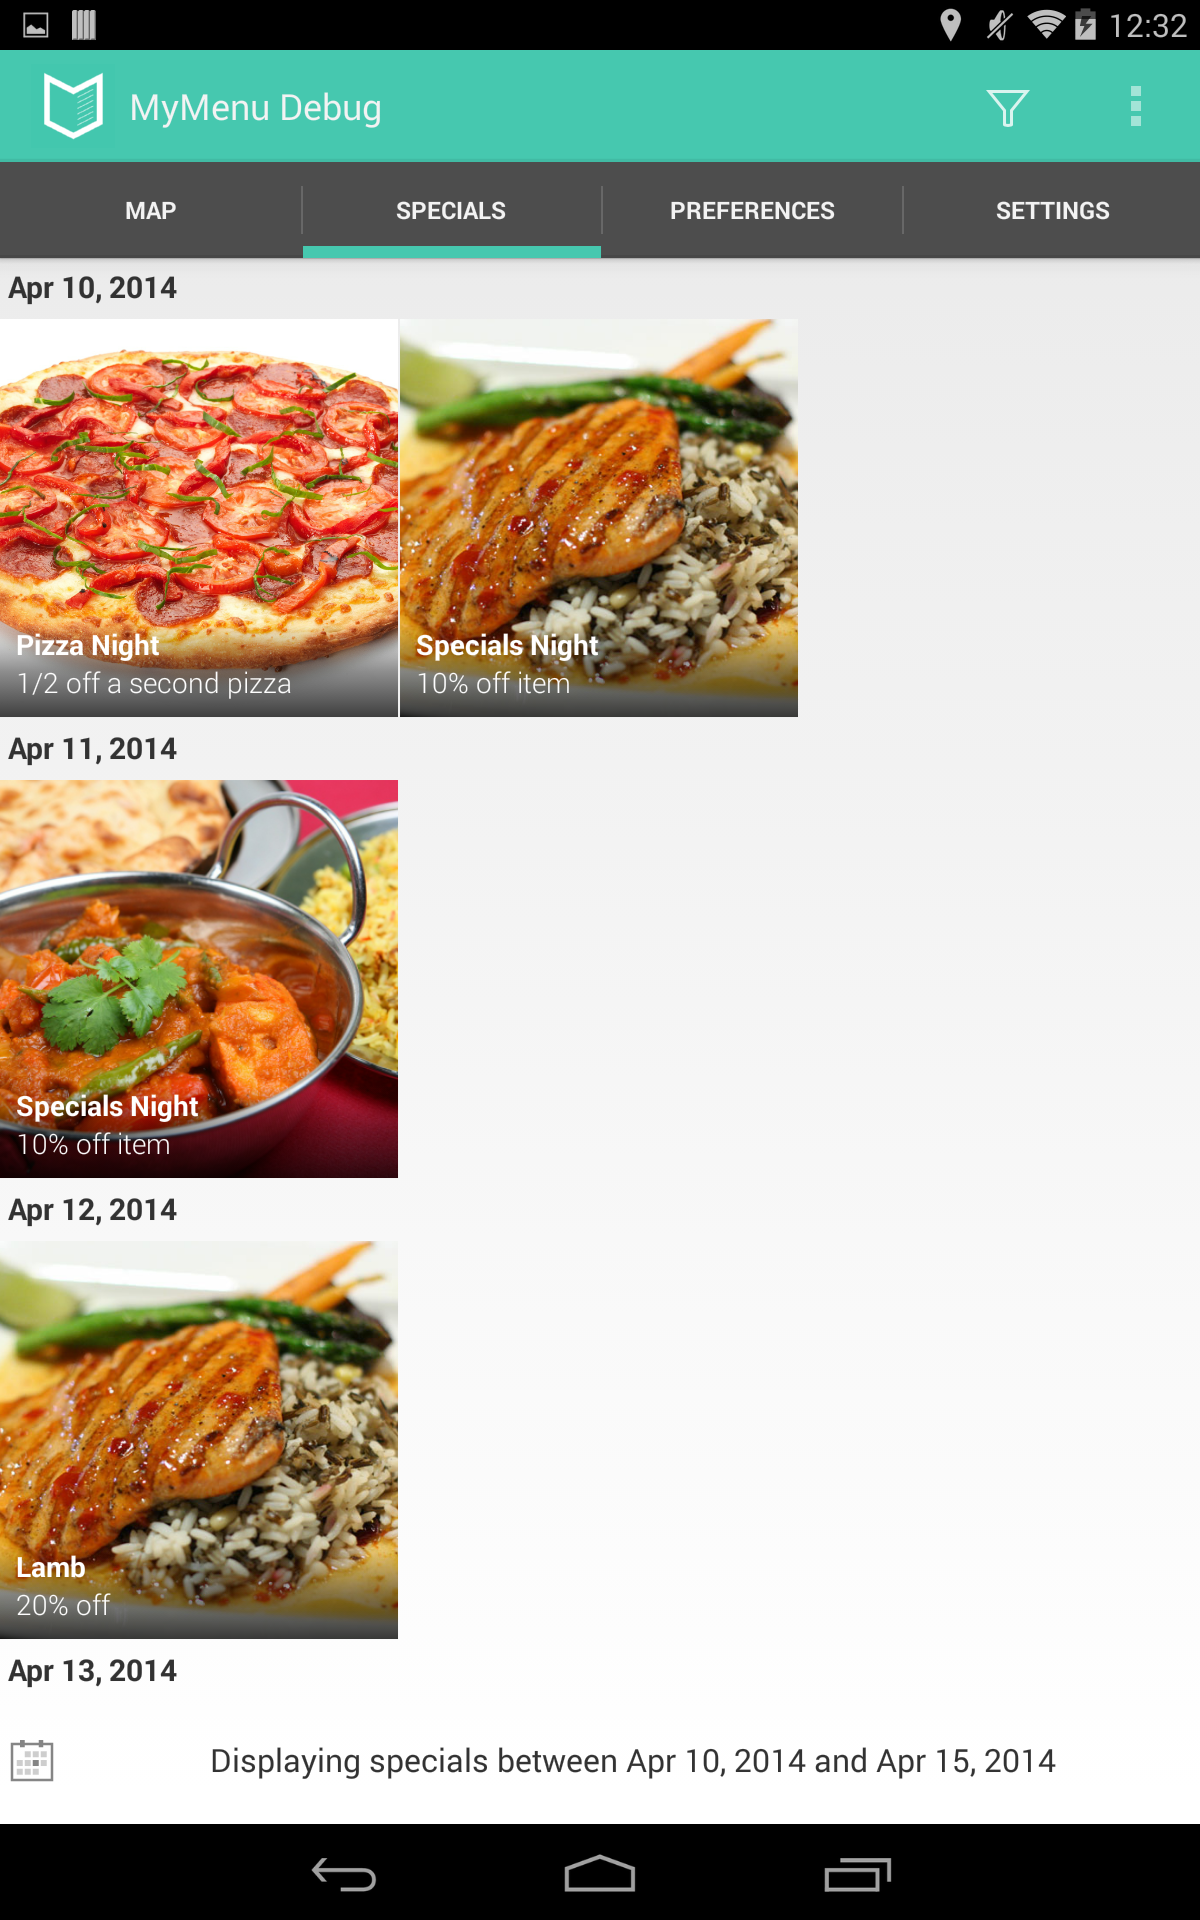 12:32
MyMenu Debug
MAP
SPECIALS
PREFERENCES
SETTINGS
Apr 10, 2014
Pizza Night
1/2 off a second pizza
Specials Night
10% off item
Apr 11, 2014
Specials Night
10% off item
Apr 12, 2014
Lamb
20% off
Apr 13, 2014
Displaying specials between Apr 10, 2014 and Apr 15, 2014